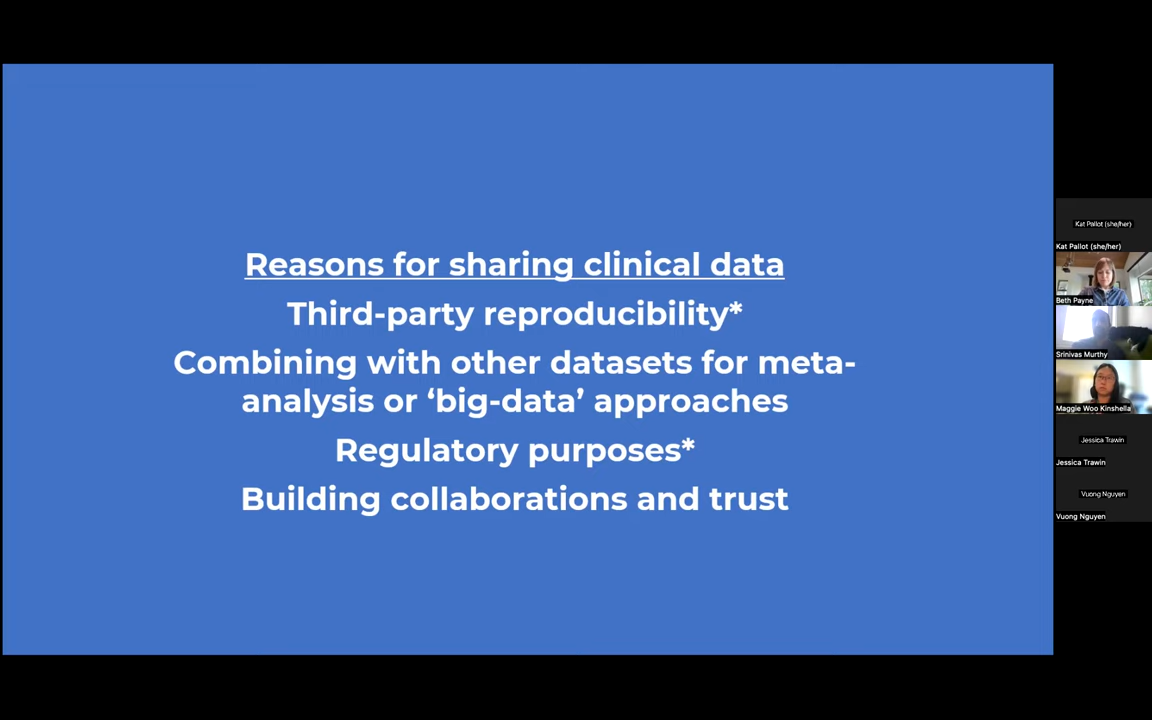 Reasons for sharing clinical data
Third-party reproducibility*
Combining with other datasets for meta-
analysis or ‘big-data’ approaches
Regulatory purposes*
Building collaborations and trust
Kat Pallot (she/her)
Kat Pallot (she/her)
Beth Payne
Srinivas Murthy
Maggie Woo Kinshella
Jessica Trawin
Jessica Trawin
Vuong Nguyen
Vuong Nguyen